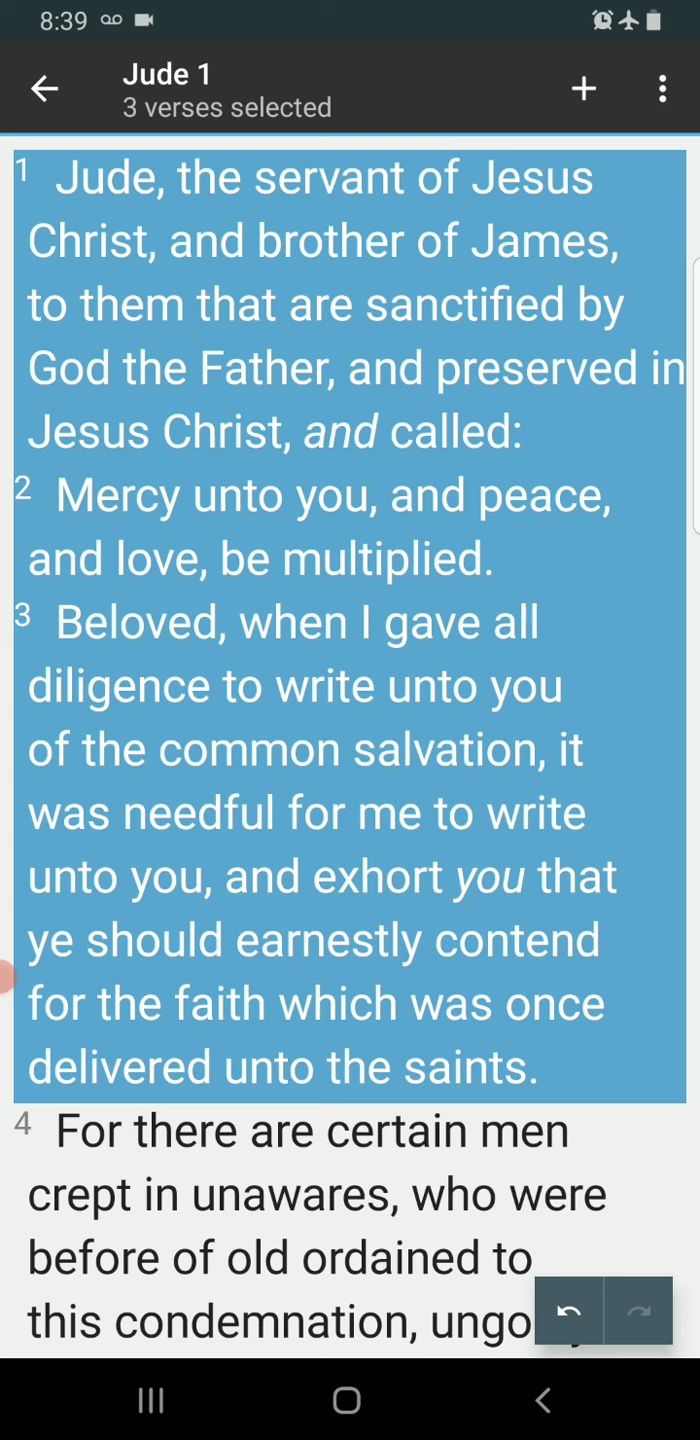 8:39
Jude 1
3 verses selected
1 Jude, the servant of Jesus
Christ, and brother of James,
to them that are sanctified by
God the Father, and preserved in
Jesus Christ, and called:
2 Mercy unto you, and peace,
and love, be multiplied.
3 Beloved, when I gave all
diligence to write unto you
of the common salvation, it
was needful for me to write
unto you, and exhort you that
ye should earnestly contend
for the faith which was once
delivered unto the saints.
4 For there are certain men
crept in unawares, who were
before of old ordained to
this condemnation,